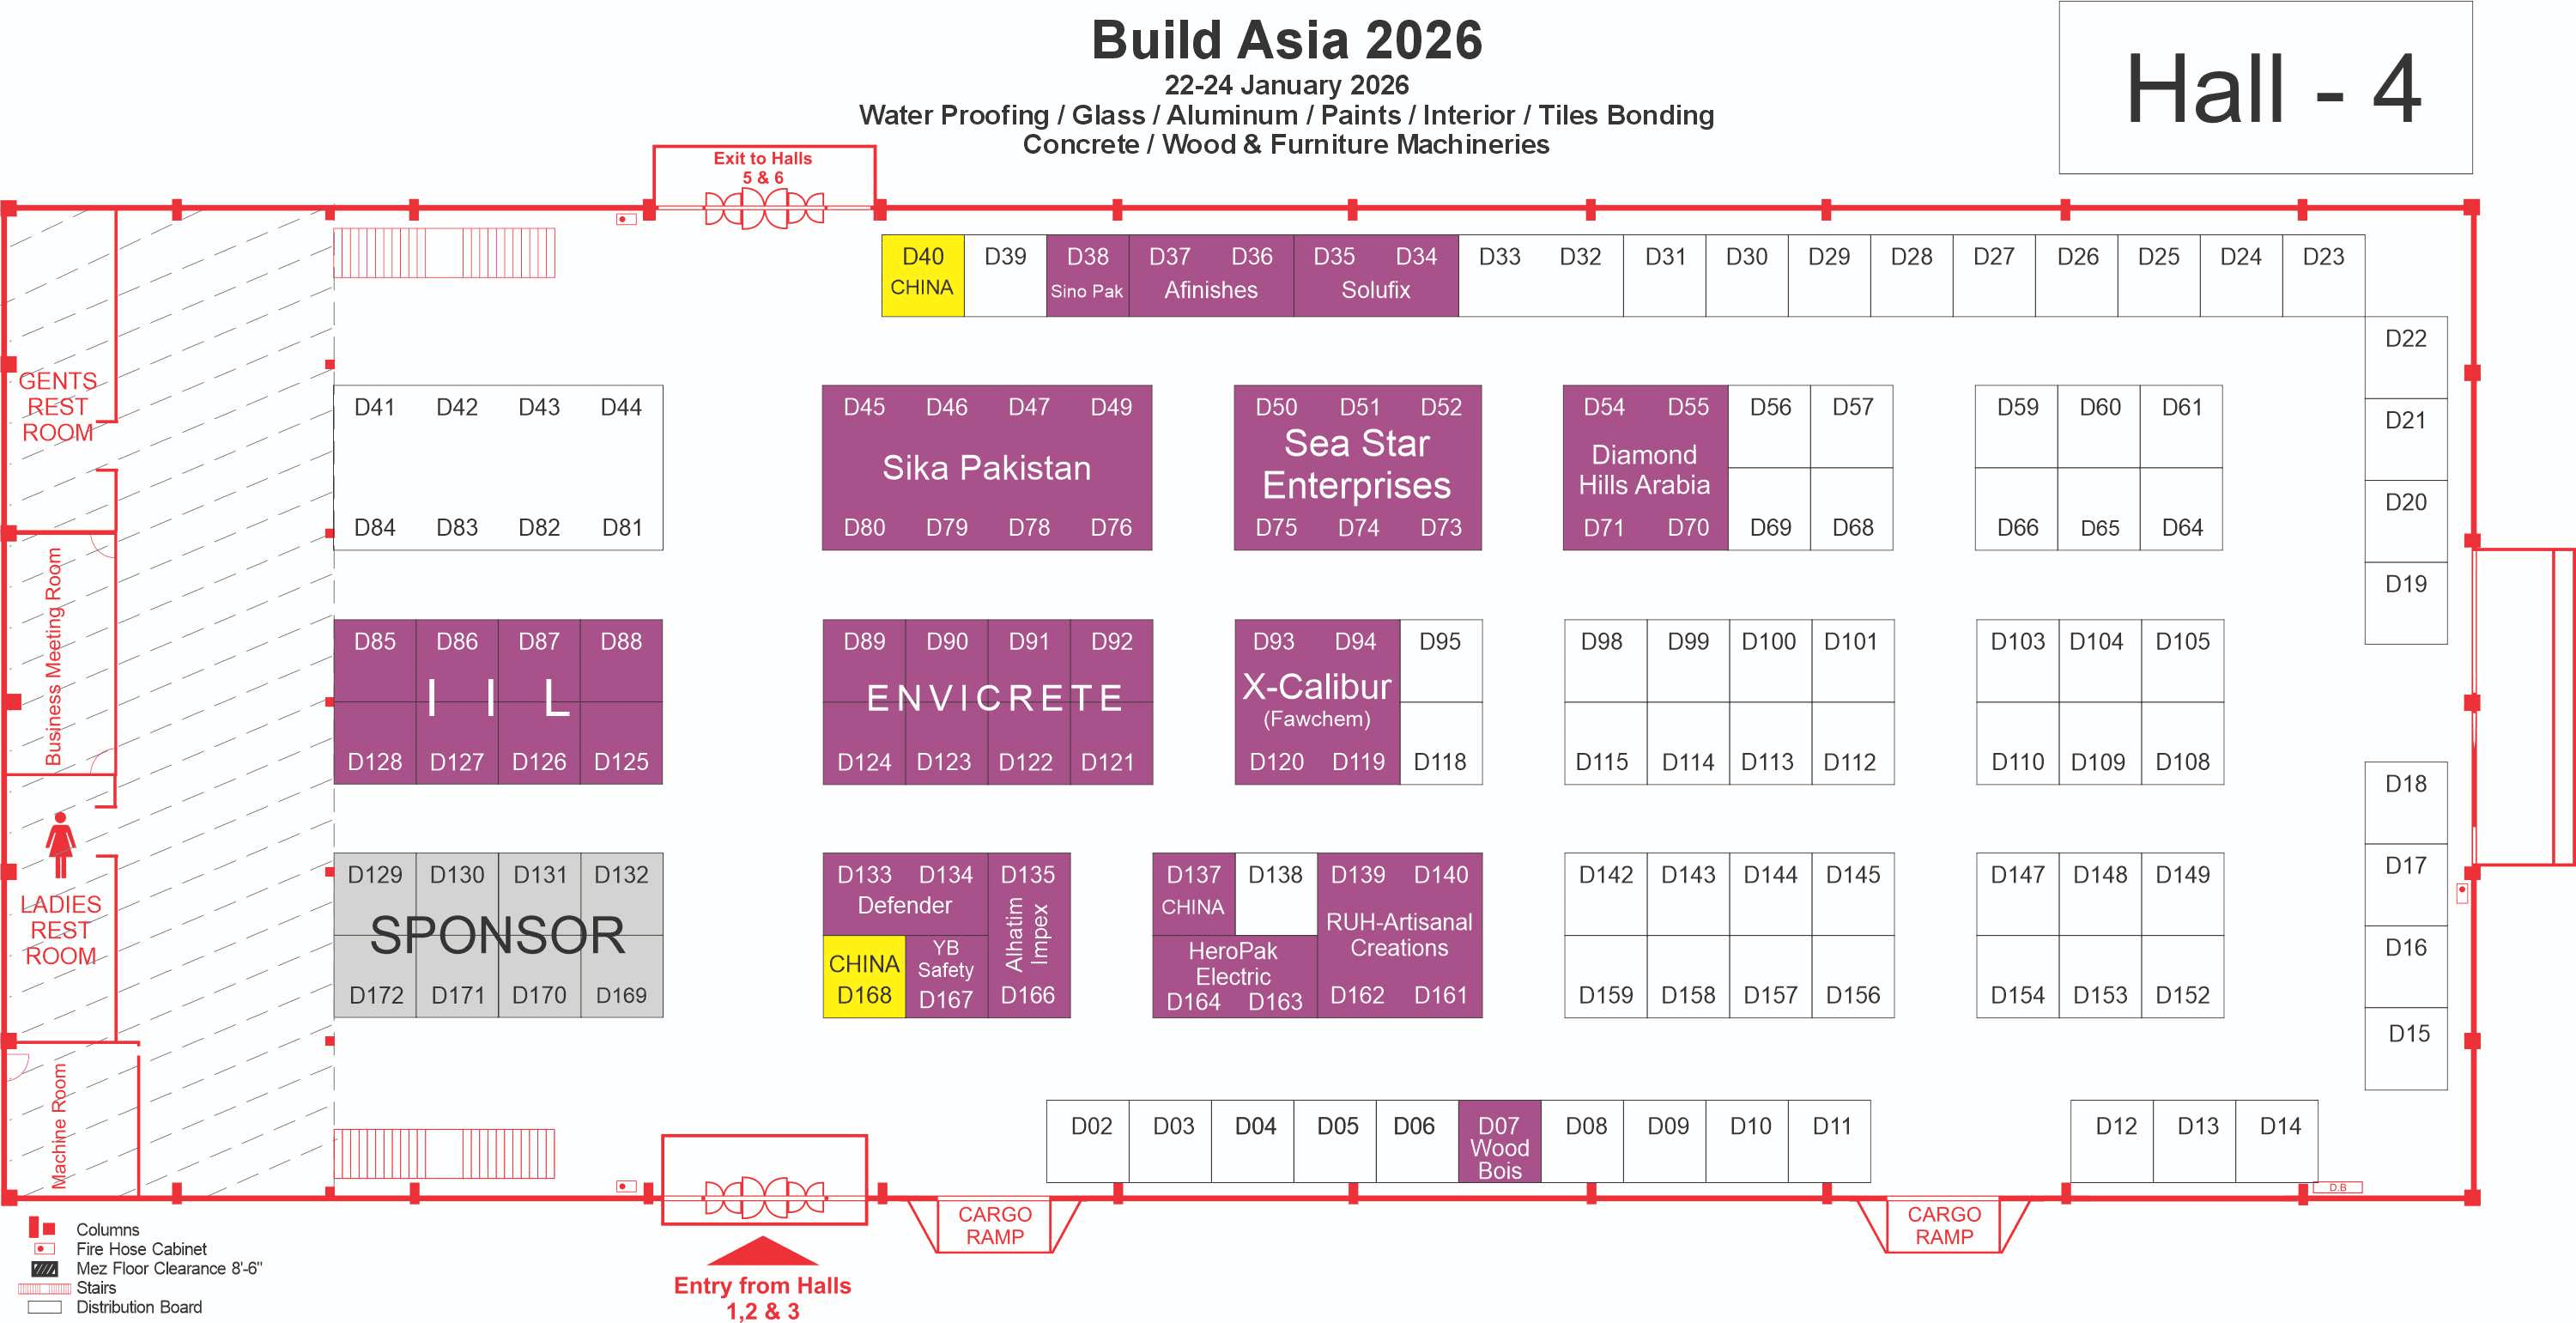 Build Asia 2026
22-24 January 2026
Water Proofing / Glass / Aluminum / Paints / Interior / Tiles Bonding
Concrete / Wood & Furniture Machineries
Hall - 4
Exit to Halls
5 & 6
D40
CHINA
D39
D38
Sino Pak
D37 D36
Afinishes
D35 D34
Solufix
D33 D32
D31
D30
D29
D28
D27
D26
D25
D24
D23
D22
D21
D20
D19
GENTS
REST
ROOM
D41 D42 D43 D44
D84 D83 D82 D81
D45 D46 D47 D49
Sika Pakistan
D80 D79 D78 D76
D50 D51 D52
Sea Star
Enterprises
D75 D74 D73
D54 D55
Diamond
Hills Arabia
D71 D70
D56 D57
D69 D68
D59 D60 D61
D66 D65 D64
Business Meeting Room
D85 D86 D87 D88
I I L
D128 D127 D126 D125
D89 D90 D91 D92
ENVICRETE
D124 D123 D122 D121
D93 D94
X-Calibur
(Fawchem)
D120 D119
D95
D118
D98 D99 D100 D101
D115 D114 D113 D112
D103 D104 D105
D110 D109 D108
D18
D17
D16
D15
LADIES
REST
ROOM
D129 D130 D131 D132
SPONSOR
D172 D171 D170 D169
D133 D134
Defender
D135
Alhatim
Impex
D166
CHINA
D168
YB
Safety
D167
D137
CHINA
D138
D139 D140
RUH-Artisanal
Creations
D162 D161
HeroPak
Electric
D164 D163
D142 D143 D144 D145
D159 D158 D157 D156
D147 D148 D149
D154 D153 D152
Machine Room
D02
D03
D04
D05
D06
D07
Wood
Bois
D08
D09
D10
D11
D12
D13
D14
D.B
CARGO
RAMP
CARGO
RAMP
Entry from Halls
1,2 & 3
Columns
Fire Hose Cabinet
Mez Floor Clearance 8'-6"
Stairs
Distribution Board